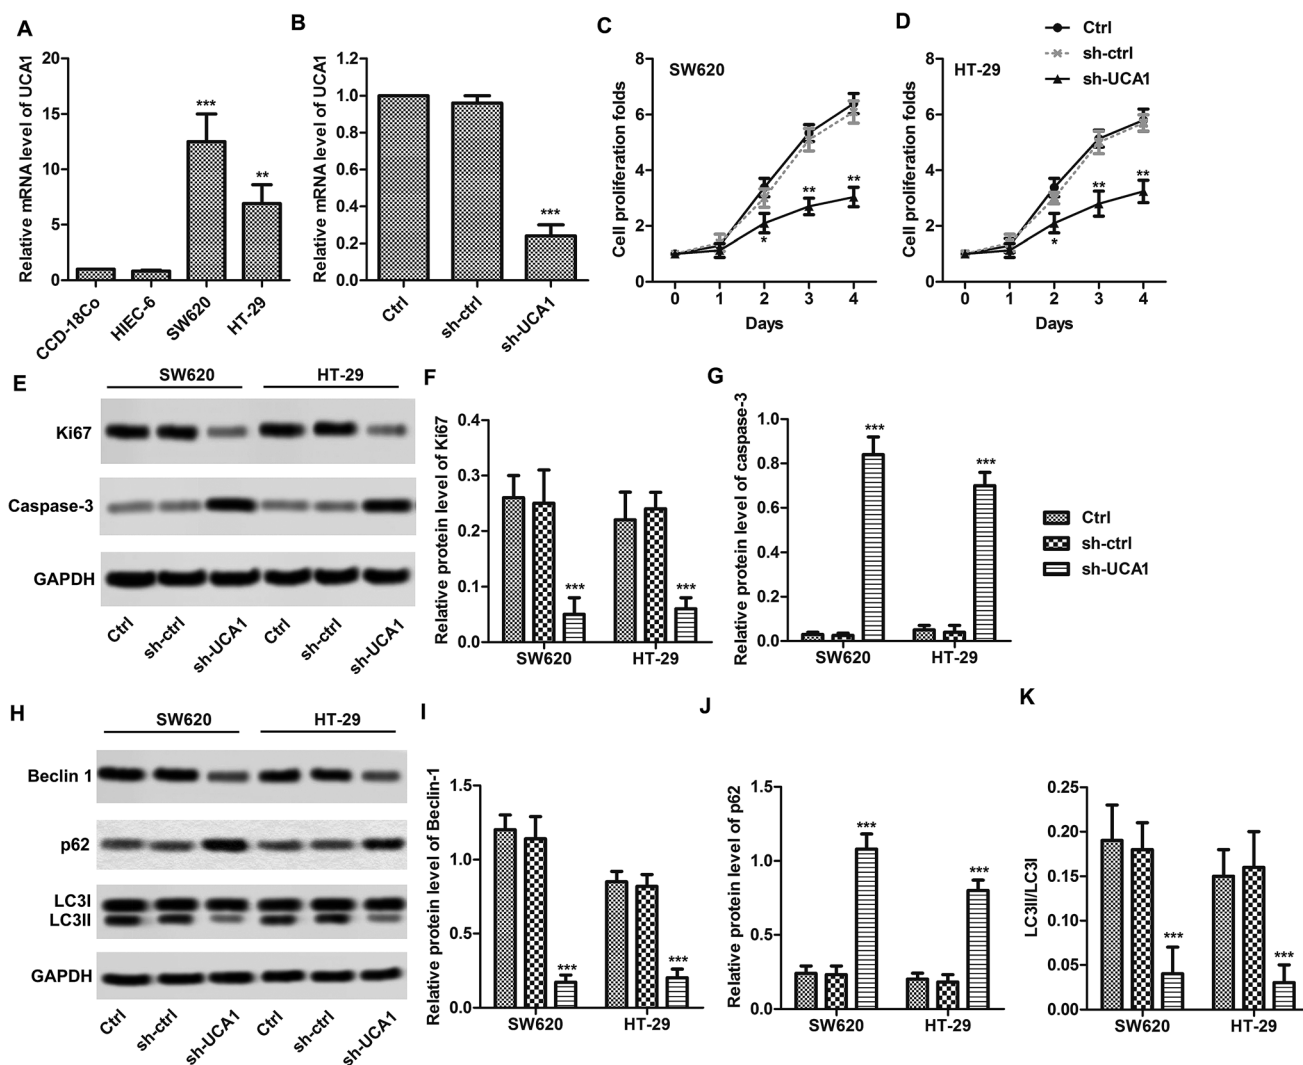 A
Relative mRNA level of UCA1
20
15
10
5
0
***
**
CCD-18Co
HIEC-6
SW620
HT-29
B
Relative mRNA level of UCA1
1.2
1.0
0.8
0.6
0.4
0.2
0.0
***
Ctrl
sh-ctrl
sh-UCA1
C
SW620
Cell proliferation folds
8
6
4
2
0
*
**
**
0 1 2 3 4
Days
D
HT-29
Cell proliferation folds
8
6
4
2
0
*
**
**
0 1 2 3 4
Days
Ctrl
sh-ctrl
sh-UCA1
E
SW620 HT-29
Ki67
Caspase-3
GAPDH
Ctrl
sh-ctrl
sh-UCA1
Ctrl
sh-ctrl
sh-UCA1
F
Relative protein level of Ki67
0.4
0.3
0.2
0.1
0.0
***
***
SW620 HT-29
G
Relative protein level of caspase-3
1.0
0.8
0.6
0.4
0.2
0.0
***
***
SW620 HT-29
Ctrl
sh-ctrl
sh-UCA1
H
SW620 HT-29
Beclin 1
p62
LC3I
LC3II
GAPDH
Ctrl
sh-ctrl
sh-UCA1
Ctrl
sh-ctrl
sh-UCA1
I
Relative protein level of Beclin-1
1.5
1.0
0.5
0.0
***
***
SW620 HT-29
J
Relative protein level of p62
1.5
1.0
0.5
0.0
***
***
SW620 HT-29
K
LC3II/LC3I
0.25
0.20
0.15
0.10
0.05
0.00
***
***
SW620 HT-29